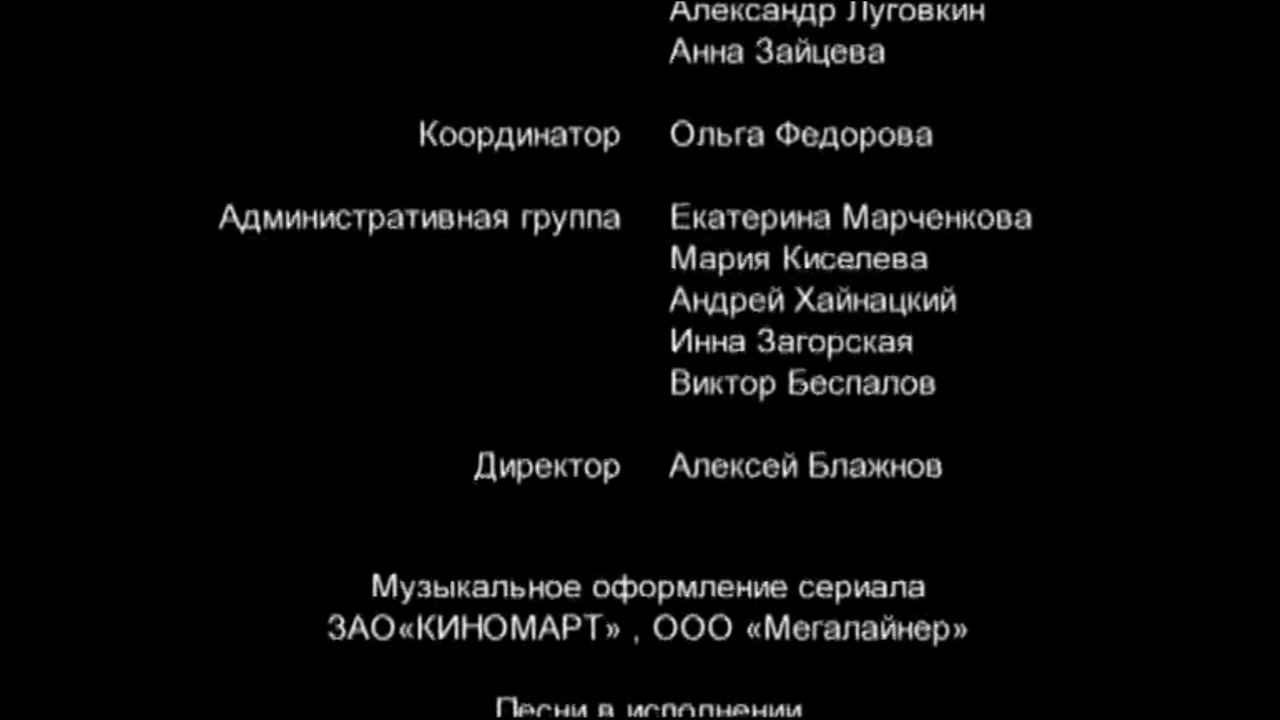 Александр Луговкин
Анна Зайцева
Координатор Ольга Федорова
Административная группа Екатерина Марченкова
Мария Киселева
Андрей Хайнацкий
Инна Загорская
Виктор Беспалов
Директор Алексей Блажнов
Музыкальное оформление сериала
ЗАО«КИНОМАРТ» , ООО «Мегалайнер»
Песни в исполнении